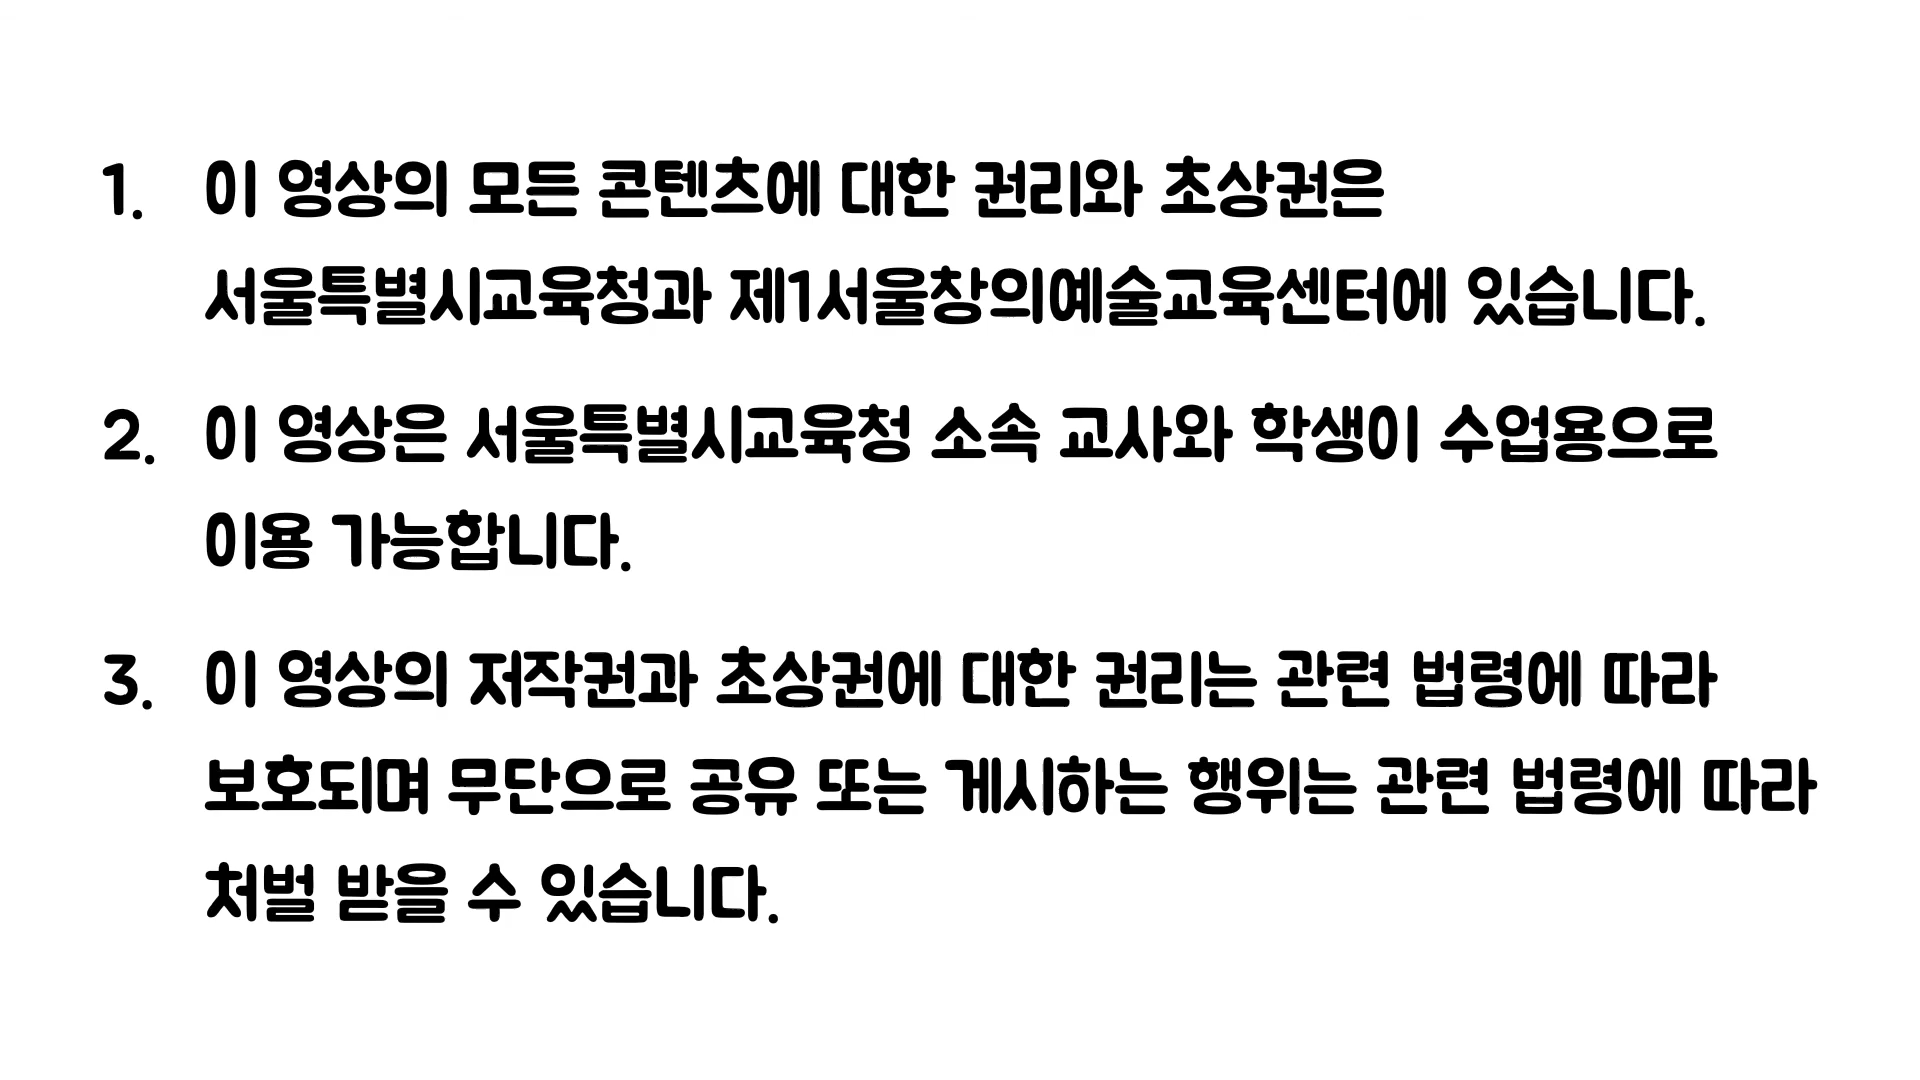 1. 이 영상의 모든 콘텐츠에 대한 권리와 초상권은
서울특별시교육청과 제1서울창의예술교육센터에 있습니다.
2. 이 영상은 서울특별시교육청 소속 교사와 학생이 수업용으로
이용 가능합니다.
3. 이 영상의 저작권과 초상권에 대한 권리는 관련 법령에 따라
보호되며 무단으로 공유 또는 게시하는 행위는 관련 법령에 따라
처벌 받을 수 있습니다.